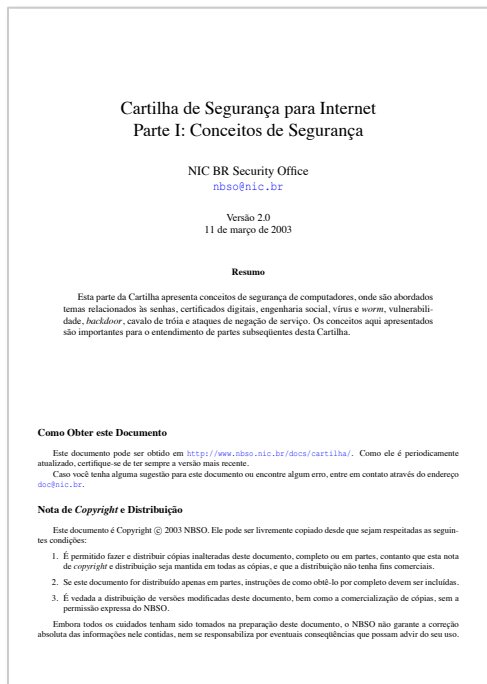 Cartilha de Segurança para Internet
Parte I: Conceitos de Segurança
NIC BR Security Office
nbso@nic.br
Versão 2.0
11 de março de 2003
Resumo
Esta parte da Cartilha apresenta conceitos de segurança de computadores, onde são abordados
temas relacionados às senhas, certificados digitais, engenharia social, vírus e worm, vulnerabili-
dade, backdoor, cavalo de tróia e ataques de negação de serviço. Os conceitos aqui apresentados
são importantes para o entendimento de partes subseqüentes desta Cartilha.
Como Obter este Documento
Este documento pode ser obtido em http://www.nbso.nic.br/docs/cartilha/. Como ele é periodicamente
atualizado, certifique-se de ter sempre a versão mais recente.
Caso você tenha alguma sugestão para este documento ou encontre algum erro, entre em contato através do endereço
doc@nic.br.
Nota de Copyright e Distribuição
Este documento é Copyright © 2003 NBSO. Ele pode ser livremente copiado desde que sejam respeitadas as seguin-
tes condições:
1. É permitido fazer e distribuir cópias inalteradas deste documento, completo ou em partes, contanto que esta nota
de copyright e distribuição seja mantida em todas as cópias, e que a distribuição não tenha fins comerciais.
2. Se este documento for distribuído apenas em partes, instruções de como obtê-lo por completo devem ser incluídas.
3. É vedada a distribuição de versões modificadas deste documento, bem como a comercialização de cópias, sem a
permissão expressa do NBSO.
Embora todos os cuidados tenham sido tomados na preparação deste documento, o NBSO não garante a correção
absoluta das informações nele contidas, nem se responsabiliza por eventuais conseqüências que possam advir do seu uso.